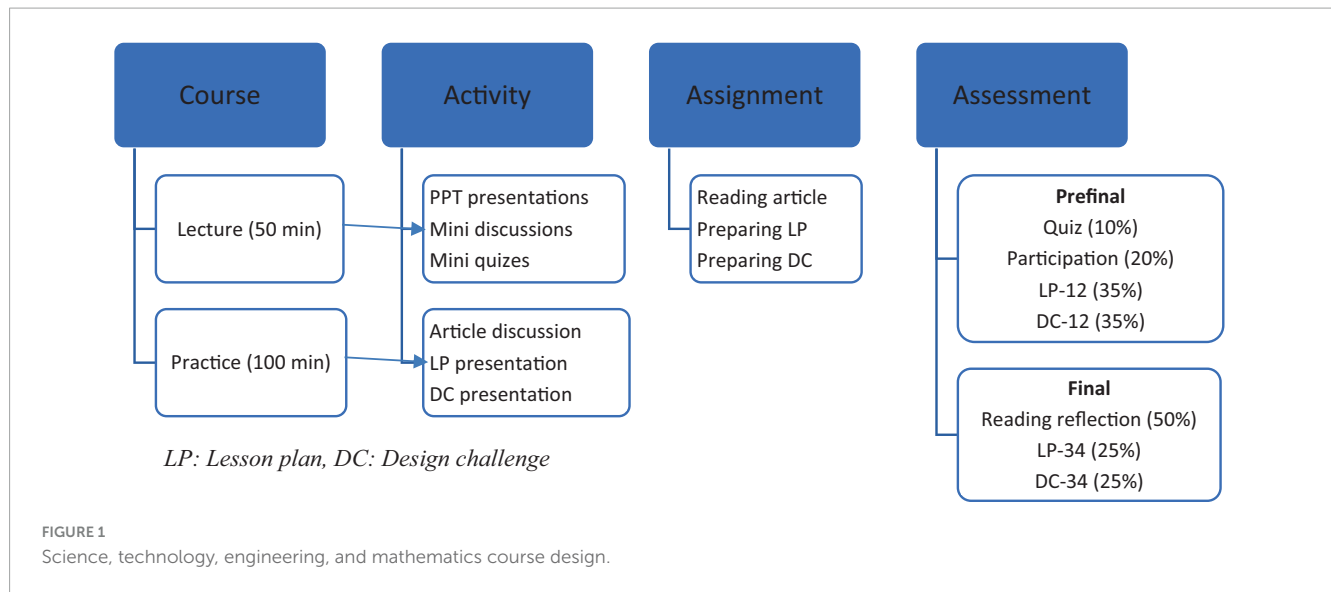 Course
Activity
Assignment
Assessment
Lecture (50 min)
PPT presentations
Mini discussions
Mini quizes
Reading article
Preparing LP
Preparing DC
Prefinal
Quiz (10%)
Participation (20%)
LP-12 (35%)
DC-12 (35%)
Practice (100 min)
Article discussion
LP presentation
DC presentation
Final
Reading reflection (50%)
LP-34 (25%)
DC-34 (25%)
LP: Lesson plan, DC: Design challenge
FIGURE 1
Science, technology, engineering, and mathematics course design.